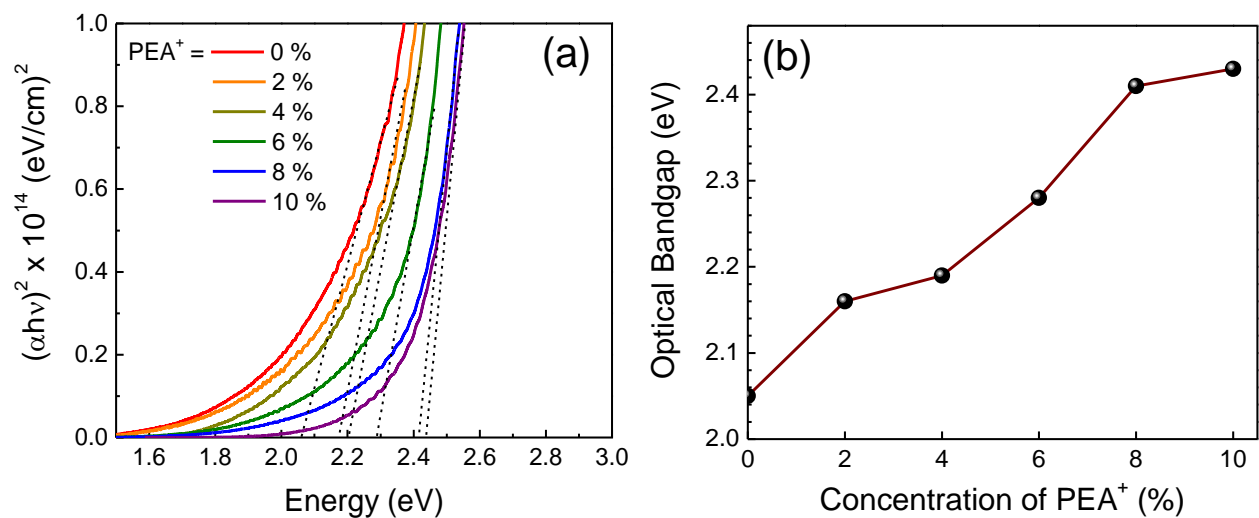 (a)
PEA⁺ = 0 %
2 %
4 %
6 %
8 %
10 %
(αhν)² x 10¹⁴ (eV/cm)²
1.0
0.8
0.6
0.4
0.2
0.0
1.6 1.8 2.0 2.2 2.4 2.6 2.8 3.0
Energy (eV)
(b)
Optical Bandgap (eV)
2.4
2.3
2.2
2.1
2.0
0 2 4 6 8 10
Concentration of PEA⁺ (%)